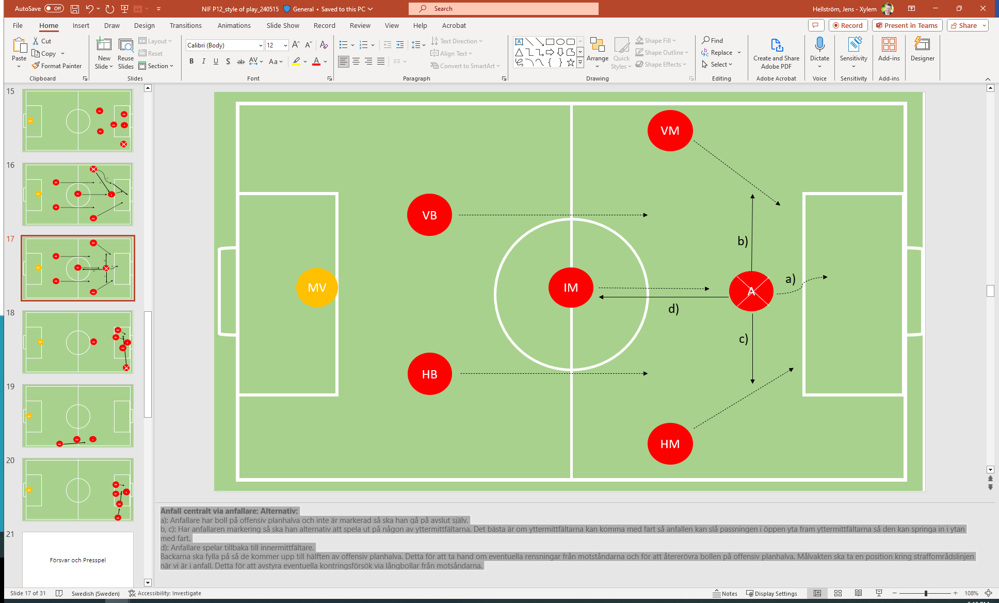 AutoSave Off NIF P12_style of play_240515 General • Saved to this PC Search Hellström, Jens - Xylem
File Home Insert Draw Design Transitions Animations Slide Show Record Review View Help Acrobat Record Present in Teams Share
Paste Cut Copy Format Painter Clipboard
New Slide Reuse Slides Layout Reset Section Slides
Calibri (Body) 12 B I U S ab AV Aa A Font
Text Direction Align Text Convert to SmartArt Paragraph
Arrange Quick Styles Shape Fill Shape Outline Shape Effects Drawing
Find Replace Select Editing
Create and Share Adobe PDF Adobe Acrobat
Dictate Voice
Sensitivity Sensitivity
Add-ins Add-ins
Designer
15
16
17
18
19
20
21
Försvar och Presspel
VM
VB
b)
MV
IM
A
a)
d)
c)
HB
HM
Anfall centralt via anfallare: Alternativ:
a): Anfallare har boll på offensiv planhalva och inte är markerad så ska han gå på avslut själv.
b, c): Har anfallaren markering så ska han alternativ att spela ut på någon av yttermittfältarna. Det bästa är om yttermittfältarna kan komma med fart så anfallen kan slå passningen i öppen yta fram yttermittfältarna så den kan springa in i ytan
med fart.
d): Anfallare spelar tillbaka till innermittfältare.
Backarna ska fylla på så de kommer upp till hälften av offensiv planhalva. Detta för att ta hand om eventuella rensningar från motståndarna och för att återerövra bollen på offensiv planhalva. Målvakten ska ta en position kring straffområdslinjen
när vi är i anfall. Detta för att avstyra eventuella kontringsförsök via långbollar från motsåndarna.
Slide 17 of 31 Swedish (Sweden) Accessibility: Investigate Notes Display Settings 108%